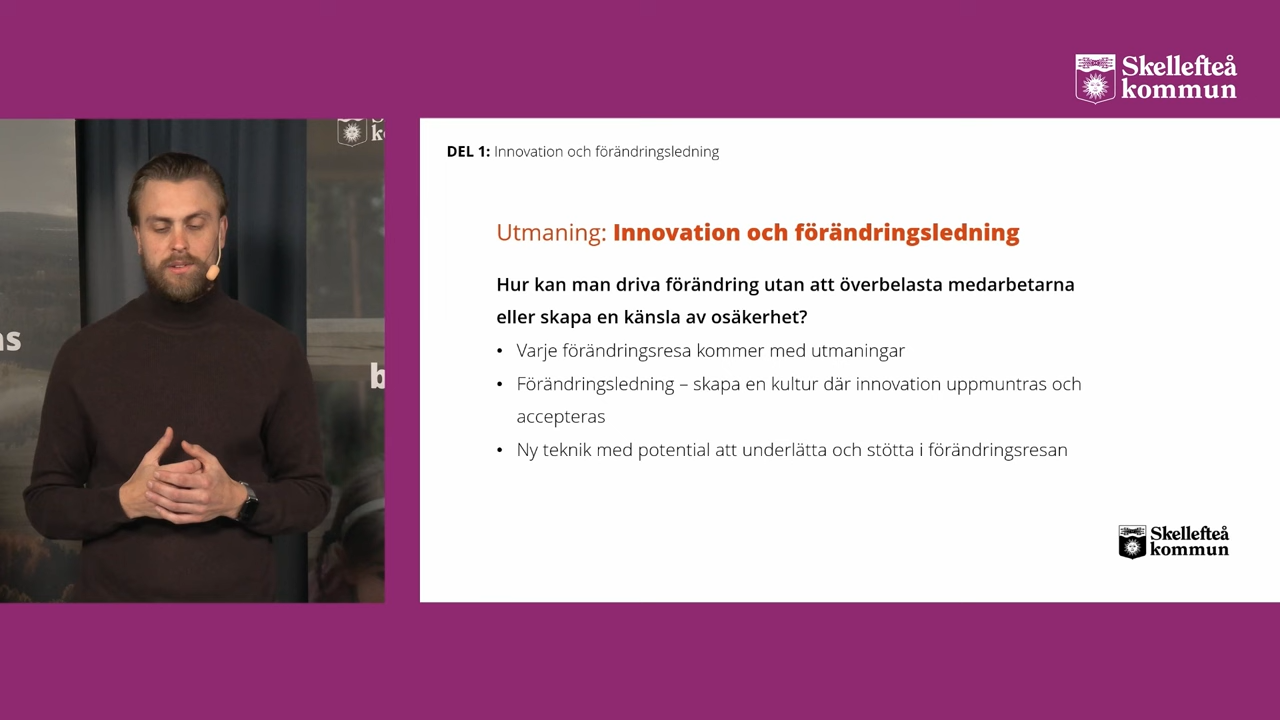 Skellefteå
kommun
DEL 1: Innovation och förändringsledning
Utmaning: Innovation och förändringsledning
Hur kan man driva förändring utan att överbelasta medarbetarna
eller skapa en känsla av osäkerhet?
• Varje förändringsresa kommer med utmaningar
• Förändringsledning – skapa en kultur där innovation uppmuntras och
accepteras
• Ny teknik med potential att underlätta och stötta i förändringsresan
Skellefteå
kommun